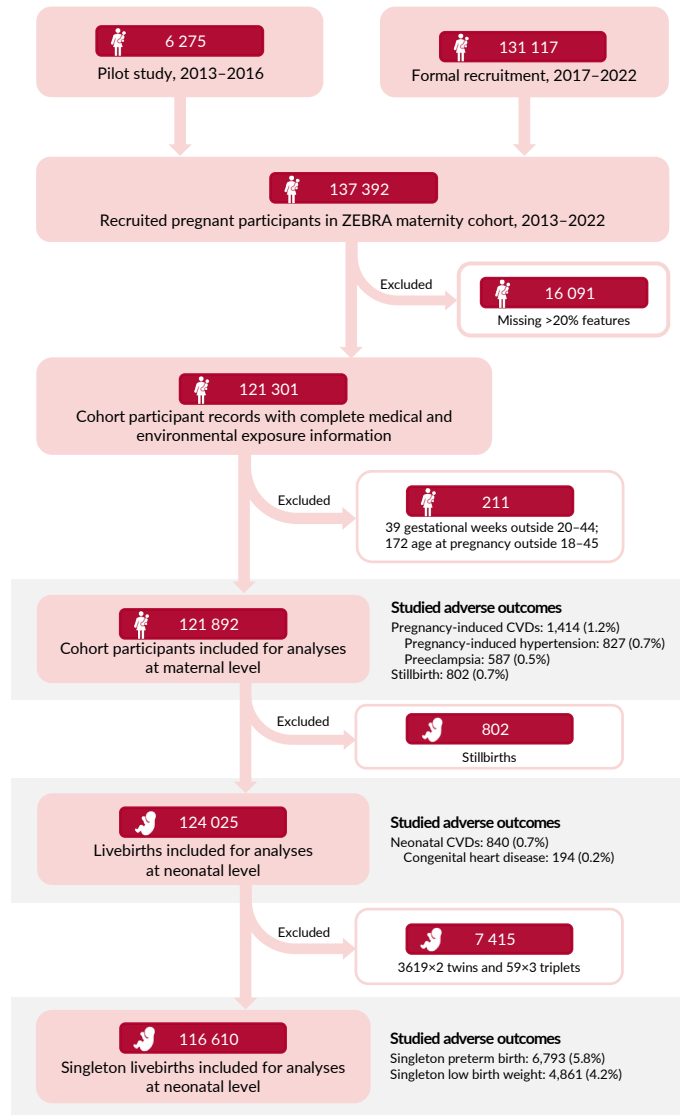 6 275
Pilot study, 2013–2016
131 117
Formal recruitment, 2017–2022
137 392
Recruited pregnant participants in ZEBRA maternity cohort, 2013–2022
Excluded
16 091
Missing >20% features
121 301
Cohort participant records with complete medical and
environmental exposure information
Excluded
211
39 gestational weeks outside 20–44;
172 age at pregnancy outside 18–45
121 892
Cohort participants included for analyses
at maternal level
Studied adverse outcomes
Pregnancy-induced CVDs: 1,414 (1.2%)
Pregnancy-induced hypertension: 827 (0.7%)
Preeclampsia: 587 (0.5%)
Stillbirth: 802 (0.7%)
Excluded
802
Stillbirths
124 025
Livebirths included for analyses
at neonatal level
Studied adverse outcomes
Neonatal CVDs: 840 (0.7%)
Congenital heart disease: 194 (0.2%)
Excluded
7 415
3619×2 twins and 59×3 triplets
116 610
Singleton livebirths included for analyses
at neonatal level
Studied adverse outcomes
Singleton preterm birth: 6,793 (5.8%)
Singleton low birth weight: 4,861 (4.2%)